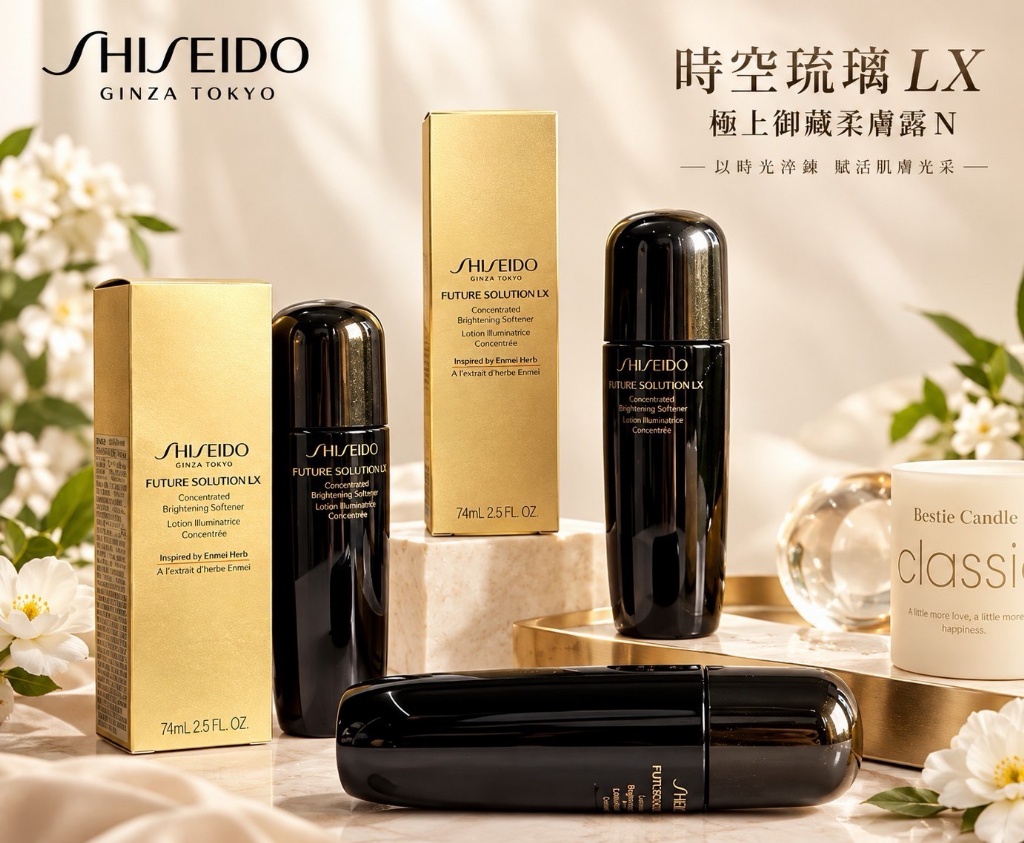 SHISEIDO
GINZA TOKYO
時空琉璃 LX
極上御藏柔膚露 N
以時光淬鍊 賦活肌膚光采
SHISEIDO
GINZA TOKYO
FUTURE SOLUTION LX
Concentrated
Brightening Softener
Lotion Illuminatrice
Concentrée
Inspired by Enmei Herb
A l'extrait d'herbe Enmei
74mL 2.5 FL. OZ.
SHISEIDO
FUTURE SOLUTION LX
Concentrated
Brightening Softener
Lotion Illuminatrice
Concentrée
SHISEIDO
GINZA TOKYO
FUTURE SOLUTION LX
Concentrated
Brightening Softener
Lotion Illuminatrice
Concentrée
Inspired by Enmei Herb
A l'extrait d'herbe Enmei
74mL 2.5 FL. OZ.
SHISEIDO
FUTURE SOLUTION LX
Concentrated
Brightening Softener
Lotion Illuminatrice
Concentrée
Bestie Candle
classic
A little more love, a little more
happiness.